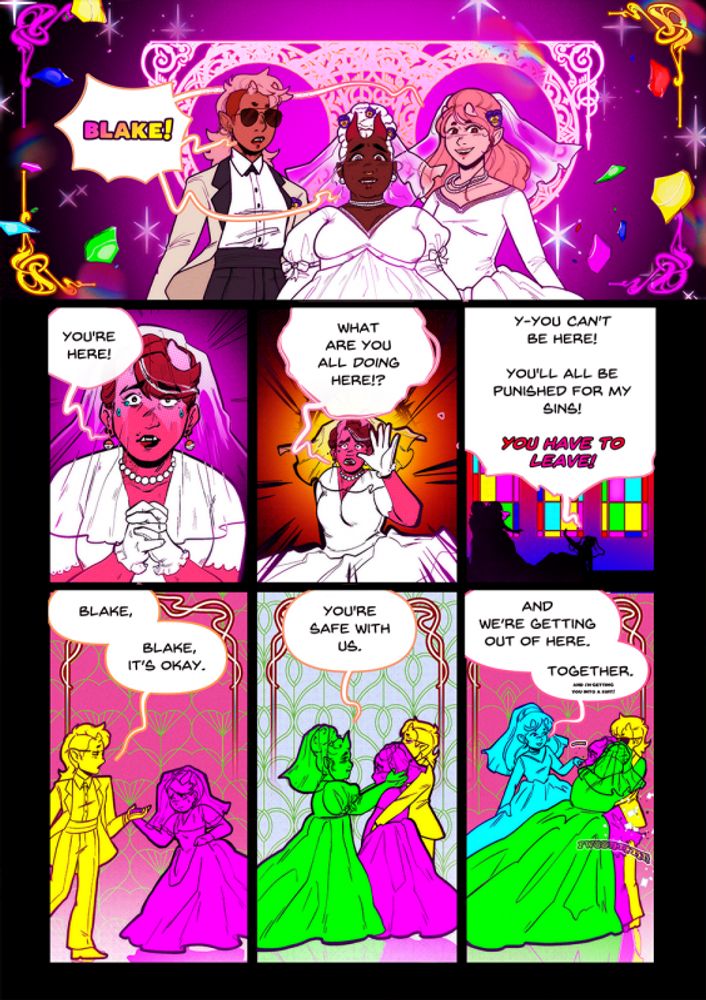 BLAKE!
YOU'RE
HERE!
WHAT
ARE YOU
ALL DOING
HERE!?
Y-YOU CAN'T
BE HERE!
YOU'LL ALL BE
PUNISHED FOR MY
SINS!
YOU HAVE TO
LEAVE!
BLAKE,
BLAKE,
IT'S OKAY.
YOU'RE
SAFE WITH
US.
AND
WE'RE GETTING
OUT OF HERE.
TOGETHER.
AND I'M GETTING
YOU INTO A SUIT!